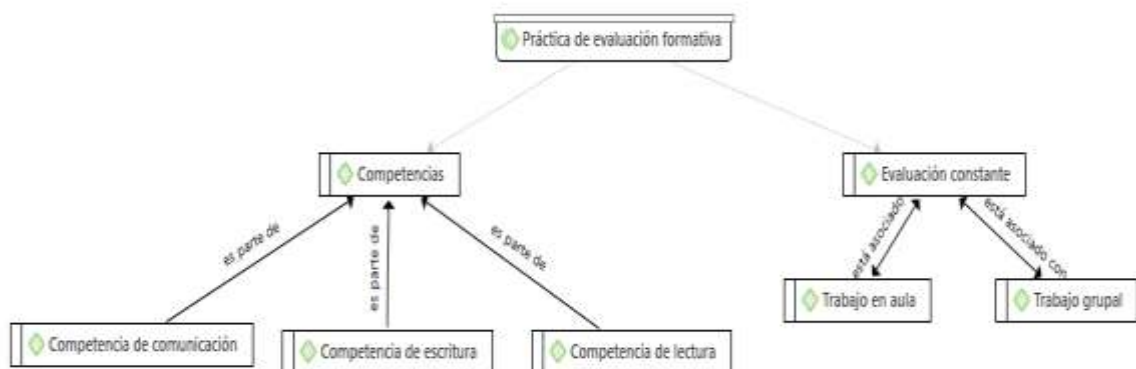 Práctica de evaluación formativa
Competencias
Evaluación constante
es parte de
es parte de
es parte de
está asociado
está asociado con
Trabajo en aula
Trabajo grupal
Competencia de comunicación
Competencia de escritura
Competencia de lectura